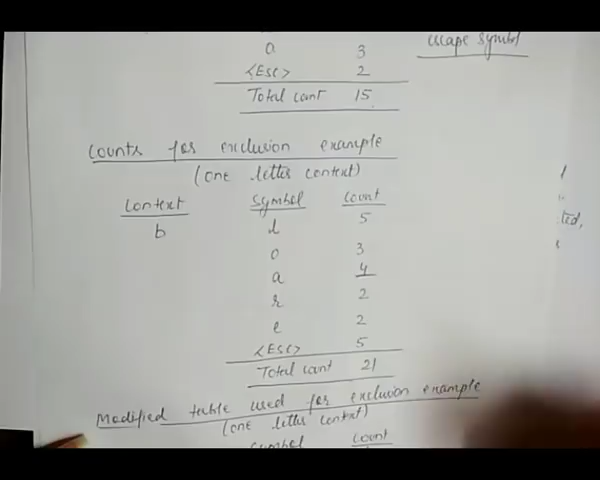 escape symbol
a 3
<Esc> 2
Total count 15
Counts for exclusion example
(one letter context)
Context Symbol Count
b l 5
o 3
a 4
r 2
e 2
<Esc> 5
Total count 21
Modified table used for exclusion example
(one letter context)
Symbol Count